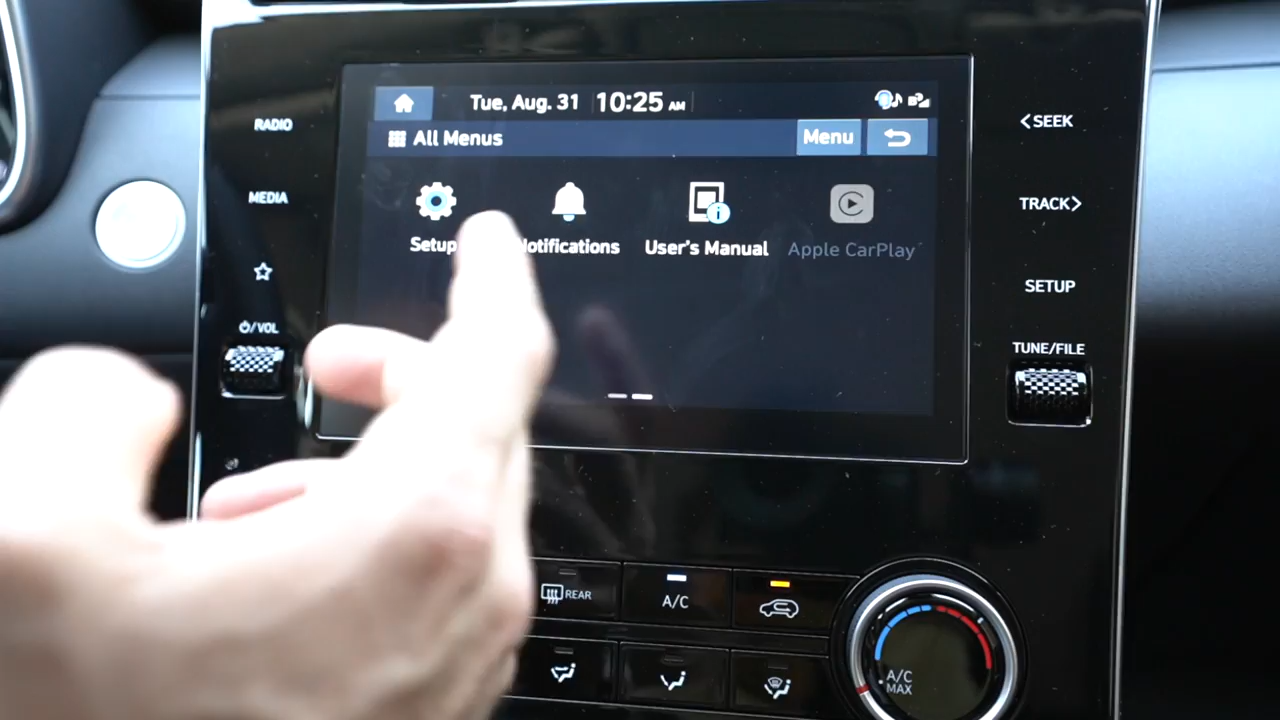 Tue, Aug. 31 10:25 AM
All Menus Menu
Setup Notifications User's Manual Apple CarPlay
RADIO
MEDIA
VOL
<SEEK
TRACK>
SETUP
TUNE/FILE
REAR
A/C
A/C
MAX